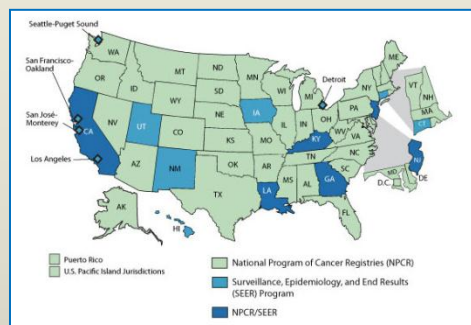 Seattle-Puget Sound
San Francisco-
Oakland
San José-
Monterey
Los Angeles
Detroit
WA
OR
CA
NV
ID
MT
WY
UT
AZ
CO
NM
ND
SD
NE
KS
OK
TX
MN
IA
MO
AR
LA
WI
IL
MS
MI
IN
KY
TN
AL
OH
WV
VA
NC
SC
GA
FL
PA
NY
ME
VT
NH
MA
CT
NJ
DE
MD
D.C.
AK
HI
Puerto Rico
U.S. Pacific Island Jurisdictions
National Program of Cancer Registries (NPCR)
Surveillance, Epidemiology, and End Results
(SEER) Program
NPCR/SEER